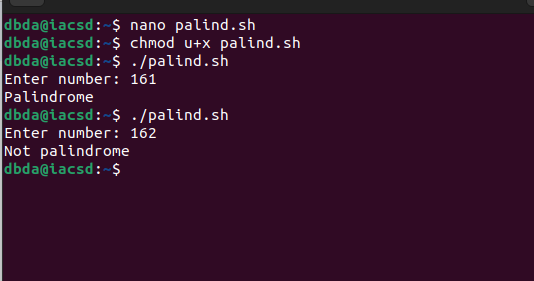 dbda@iacsd:~$ nano palind.sh
dbda@iacsd:~$ chmod u+x palind.sh
dbda@iacsd:~$ ./palind.sh
Enter number: 161
Palindrome
dbda@iacsd:~$ ./palind.sh
Enter number: 162
Not palindrome
dbda@iacsd:~$